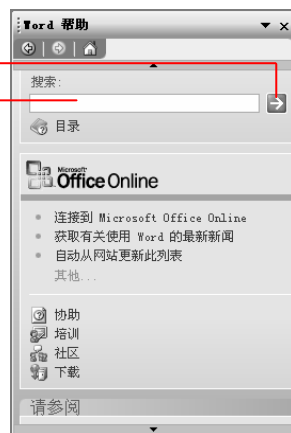 Word 帮助
搜索:
目录
Microsoft
Office Online
连接到 Microsoft Office Online
获取有关使用 Word 的最新新闻
自动从网站更新此列表
其他...
协助
培训
社区
下载
请参阅